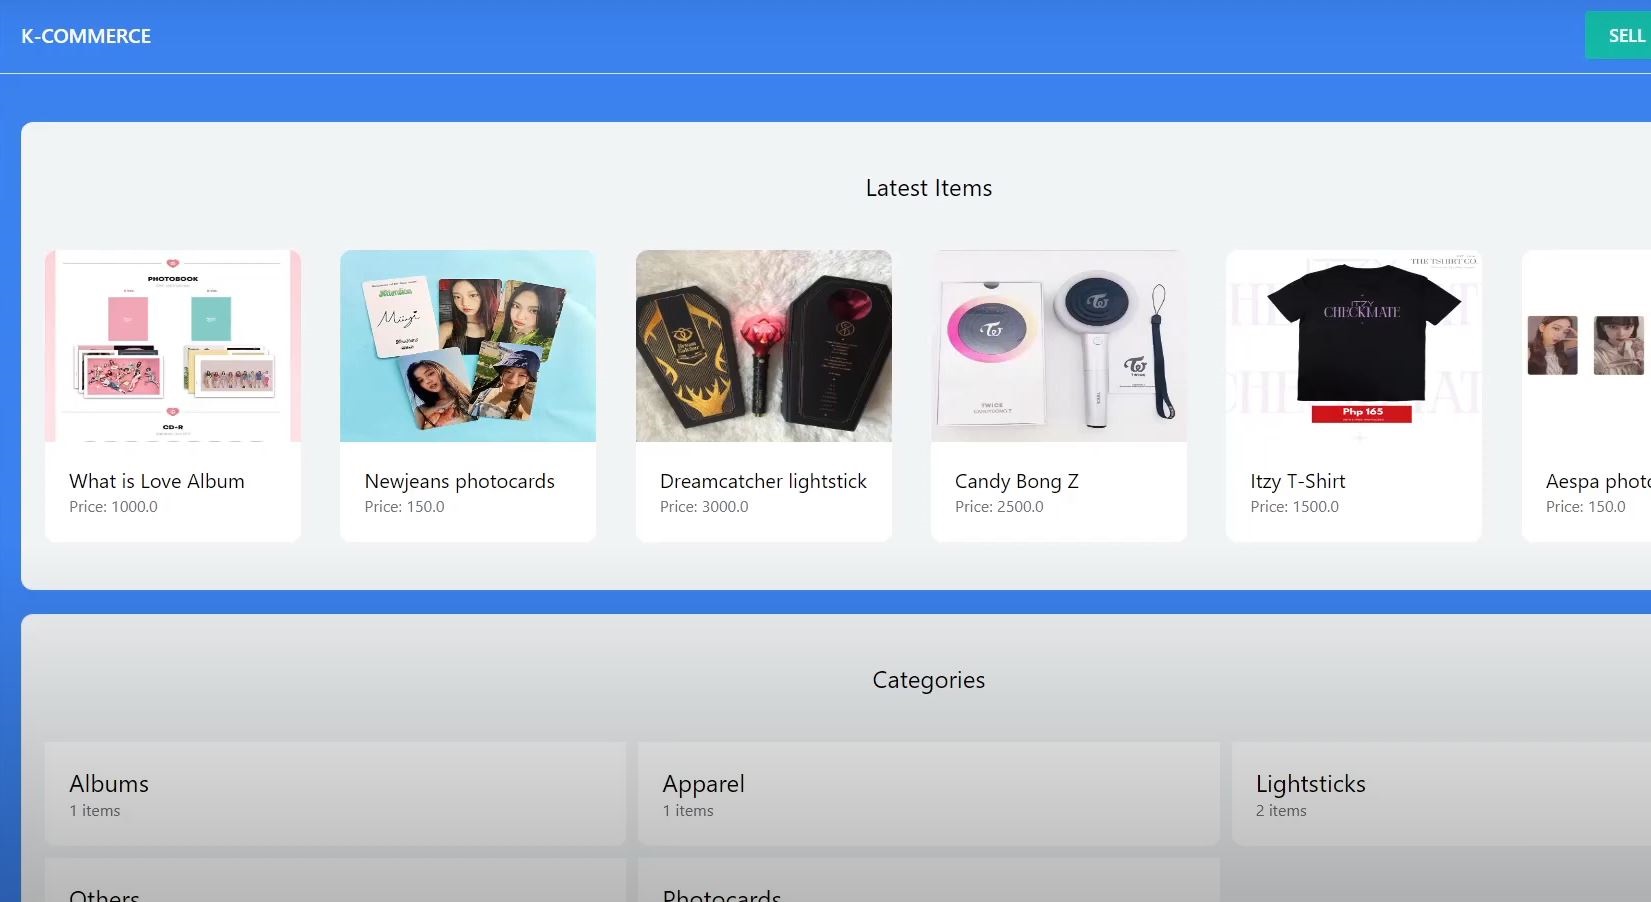 K-COMMERCE
SELL
Latest Items
PHOTOBOOK
CD-R
What is Love Album
Price: 1000.0
Newjeans photocards
Price: 150.0
TWICE
Dreamcatcher lightstick
Price: 3000.0
TWICE
CANDYBONG Z
Candy Bong Z
Price: 2500.0
THE TSHIRT CO.
ITZY
CHECKMATE
Php 165
Itzy T-Shirt
Price: 1500.0
Aespa photo
Price: 150.0
Categories
Albums
1 items
Apparel
1 items
Lightsticks
2 items
Others
Photocards